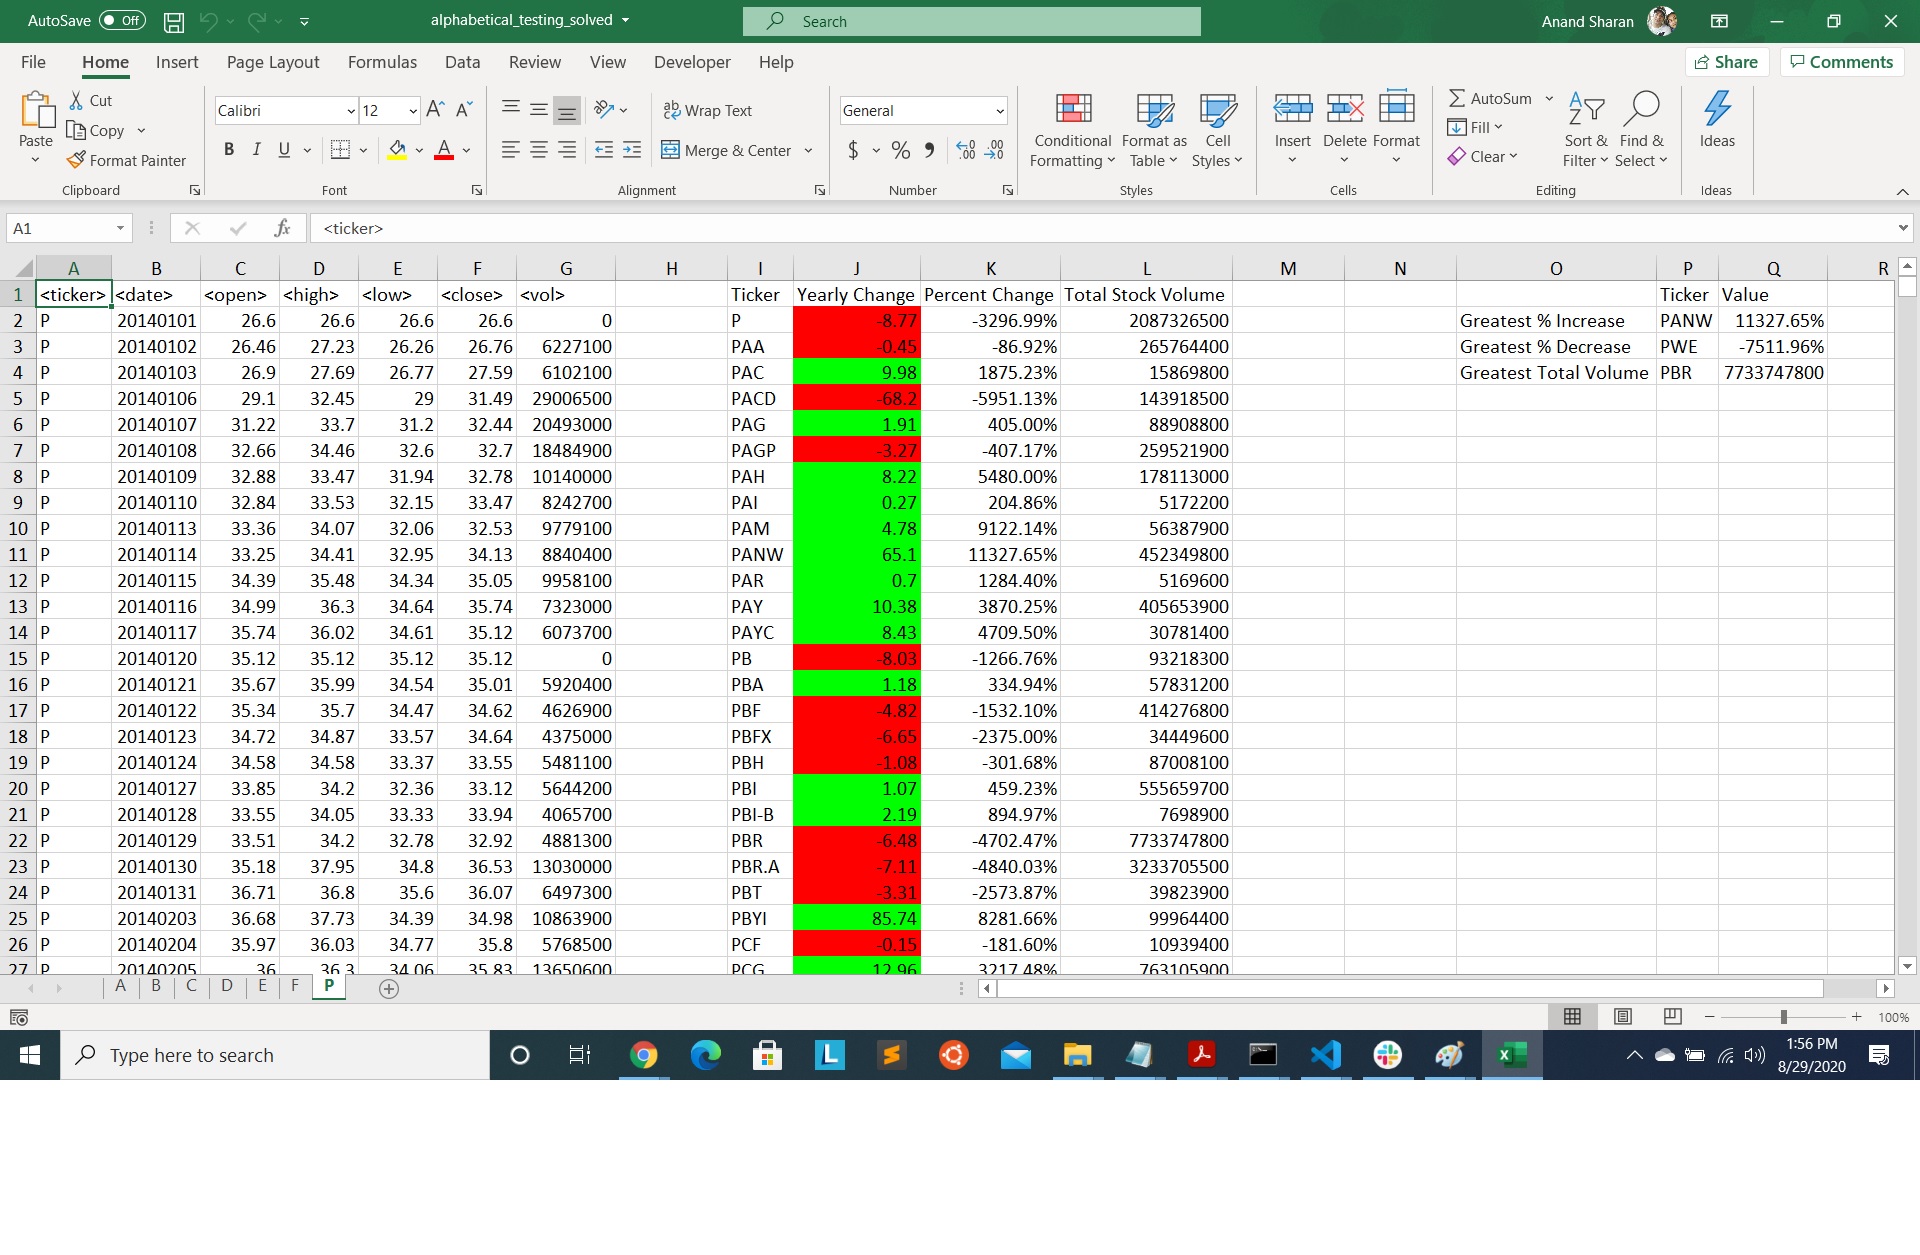 AutoSave Off alphabetical_testing_solved Search Anand Sharan
File Home Insert Page Layout Formulas Data Review View Developer Help Share Comments
Paste Cut Copy Format Painter Clipboard
Calibri 12 A A B I U A Font
ab Wrap Text Merge & Center Alignment
General $ % Number
Conditional Formatting Format as Table Cell Styles Styles
Insert Delete Format Cells
AutoSum Fill Clear Sort & Filter Find & Select Editing
Ideas Ideas
A1 fx <ticker>
A B C D E F G H I J K L M N O P Q R
1 <ticker> <date> <open> <high> <low> <close> <vol> Ticker Yearly Change Percent Change Total Stock Volume Ticker Value
2 P 20140101 26.6 26.6 26.6 26.6 0 P -8.77 -3296.99% 2087326500 Greatest % Increase PANW 11327.65%
3 P 20140102 26.46 27.23 26.26 26.76 6227100 PAA -0.45 -86.92% 265764400 Greatest % Decrease PWE -7511.96%
4 P 20140103 26.9 27.69 26.77 27.59 6102100 PAC 9.98 1875.23% 15869800 Greatest Total Volume PBR 7733747800
5 P 20140106 29.1 32.45 29 31.49 29006500 PACD -68.2 -5951.13% 143918500
6 P 20140107 31.22 33.7 31.2 32.44 20493000 PAG 1.91 405.00% 88908800
7 P 20140108 32.66 34.46 32.6 32.7 18484900 PAGP -3.27 -407.17% 259521900
8 P 20140109 32.88 33.47 31.94 32.78 10140000 PAH 8.22 5480.00% 178113000
9 P 20140110 32.84 33.53 32.15 33.47 8242700 PAI 0.27 204.86% 5172200
10 P 20140113 33.36 34.07 32.06 32.53 9779100 PAM 4.78 9122.14% 56387900
11 P 20140114 33.25 34.41 32.95 34.13 8840400 PANW 65.1 11327.65% 452349800
12 P 20140115 34.39 35.48 34.34 35.05 9958100 PAR 0.7 1284.40% 5169600
13 P 20140116 34.99 36.3 34.64 35.74 7323000 PAY 10.38 3870.25% 405653900
14 P 20140117 35.74 36.02 34.61 35.12 6073700 PAYC 8.43 4709.50% 30781400
15 P 20140120 35.12 35.12 35.12 35.12 0 PB -8.03 -1266.76% 93218300
16 P 20140121 35.67 35.99 34.54 35.01 5920400 PBA 1.18 334.94% 57831200
17 P 20140122 35.34 35.7 34.47 34.62 4626900 PBF -4.82 -1532.10% 414276800
18 P 20140123 34.72 34.87 33.57 34.64 4375000 PBFX -6.65 -2375.00% 34449600
19 P 20140124 34.58 34.58 33.37 33.55 5481100 PBH -1.08 -301.68% 87008100
20 P 20140127 33.85 34.2 32.36 33.12 5644200 PBI 1.07 459.23% 555659700
21 P 20140128 33.55 34.05 33.33 33.94 4065700 PBI-B 2.19 894.97% 7698900
22 P 20140129 33.51 34.2 32.78 32.92 4881300 PBR -6.48 -4702.47% 7733747800
23 P 20140130 35.18 37.95 34.8 36.53 13030000 PBR.A -7.11 -4840.03% 3233705500
24 P 20140131 36.71 36.8 35.6 36.07 6497300 PBT -3.31 -2573.87% 39823900
25 P 20140203 36.68 37.73 34.39 34.98 10863900 PBYI 85.74 8281.66% 99964400
26 P 20140204 35.97 36.03 34.77 35.8 5768500 PCF -0.15 -181.60% 10939400
27 P 20140205 36 36.3 34.06 35.83 13650600 PCG 12.96 3217.48% 763105900
A B C D E F P
100%
Type here to search
1:56 PM
8/29/2020